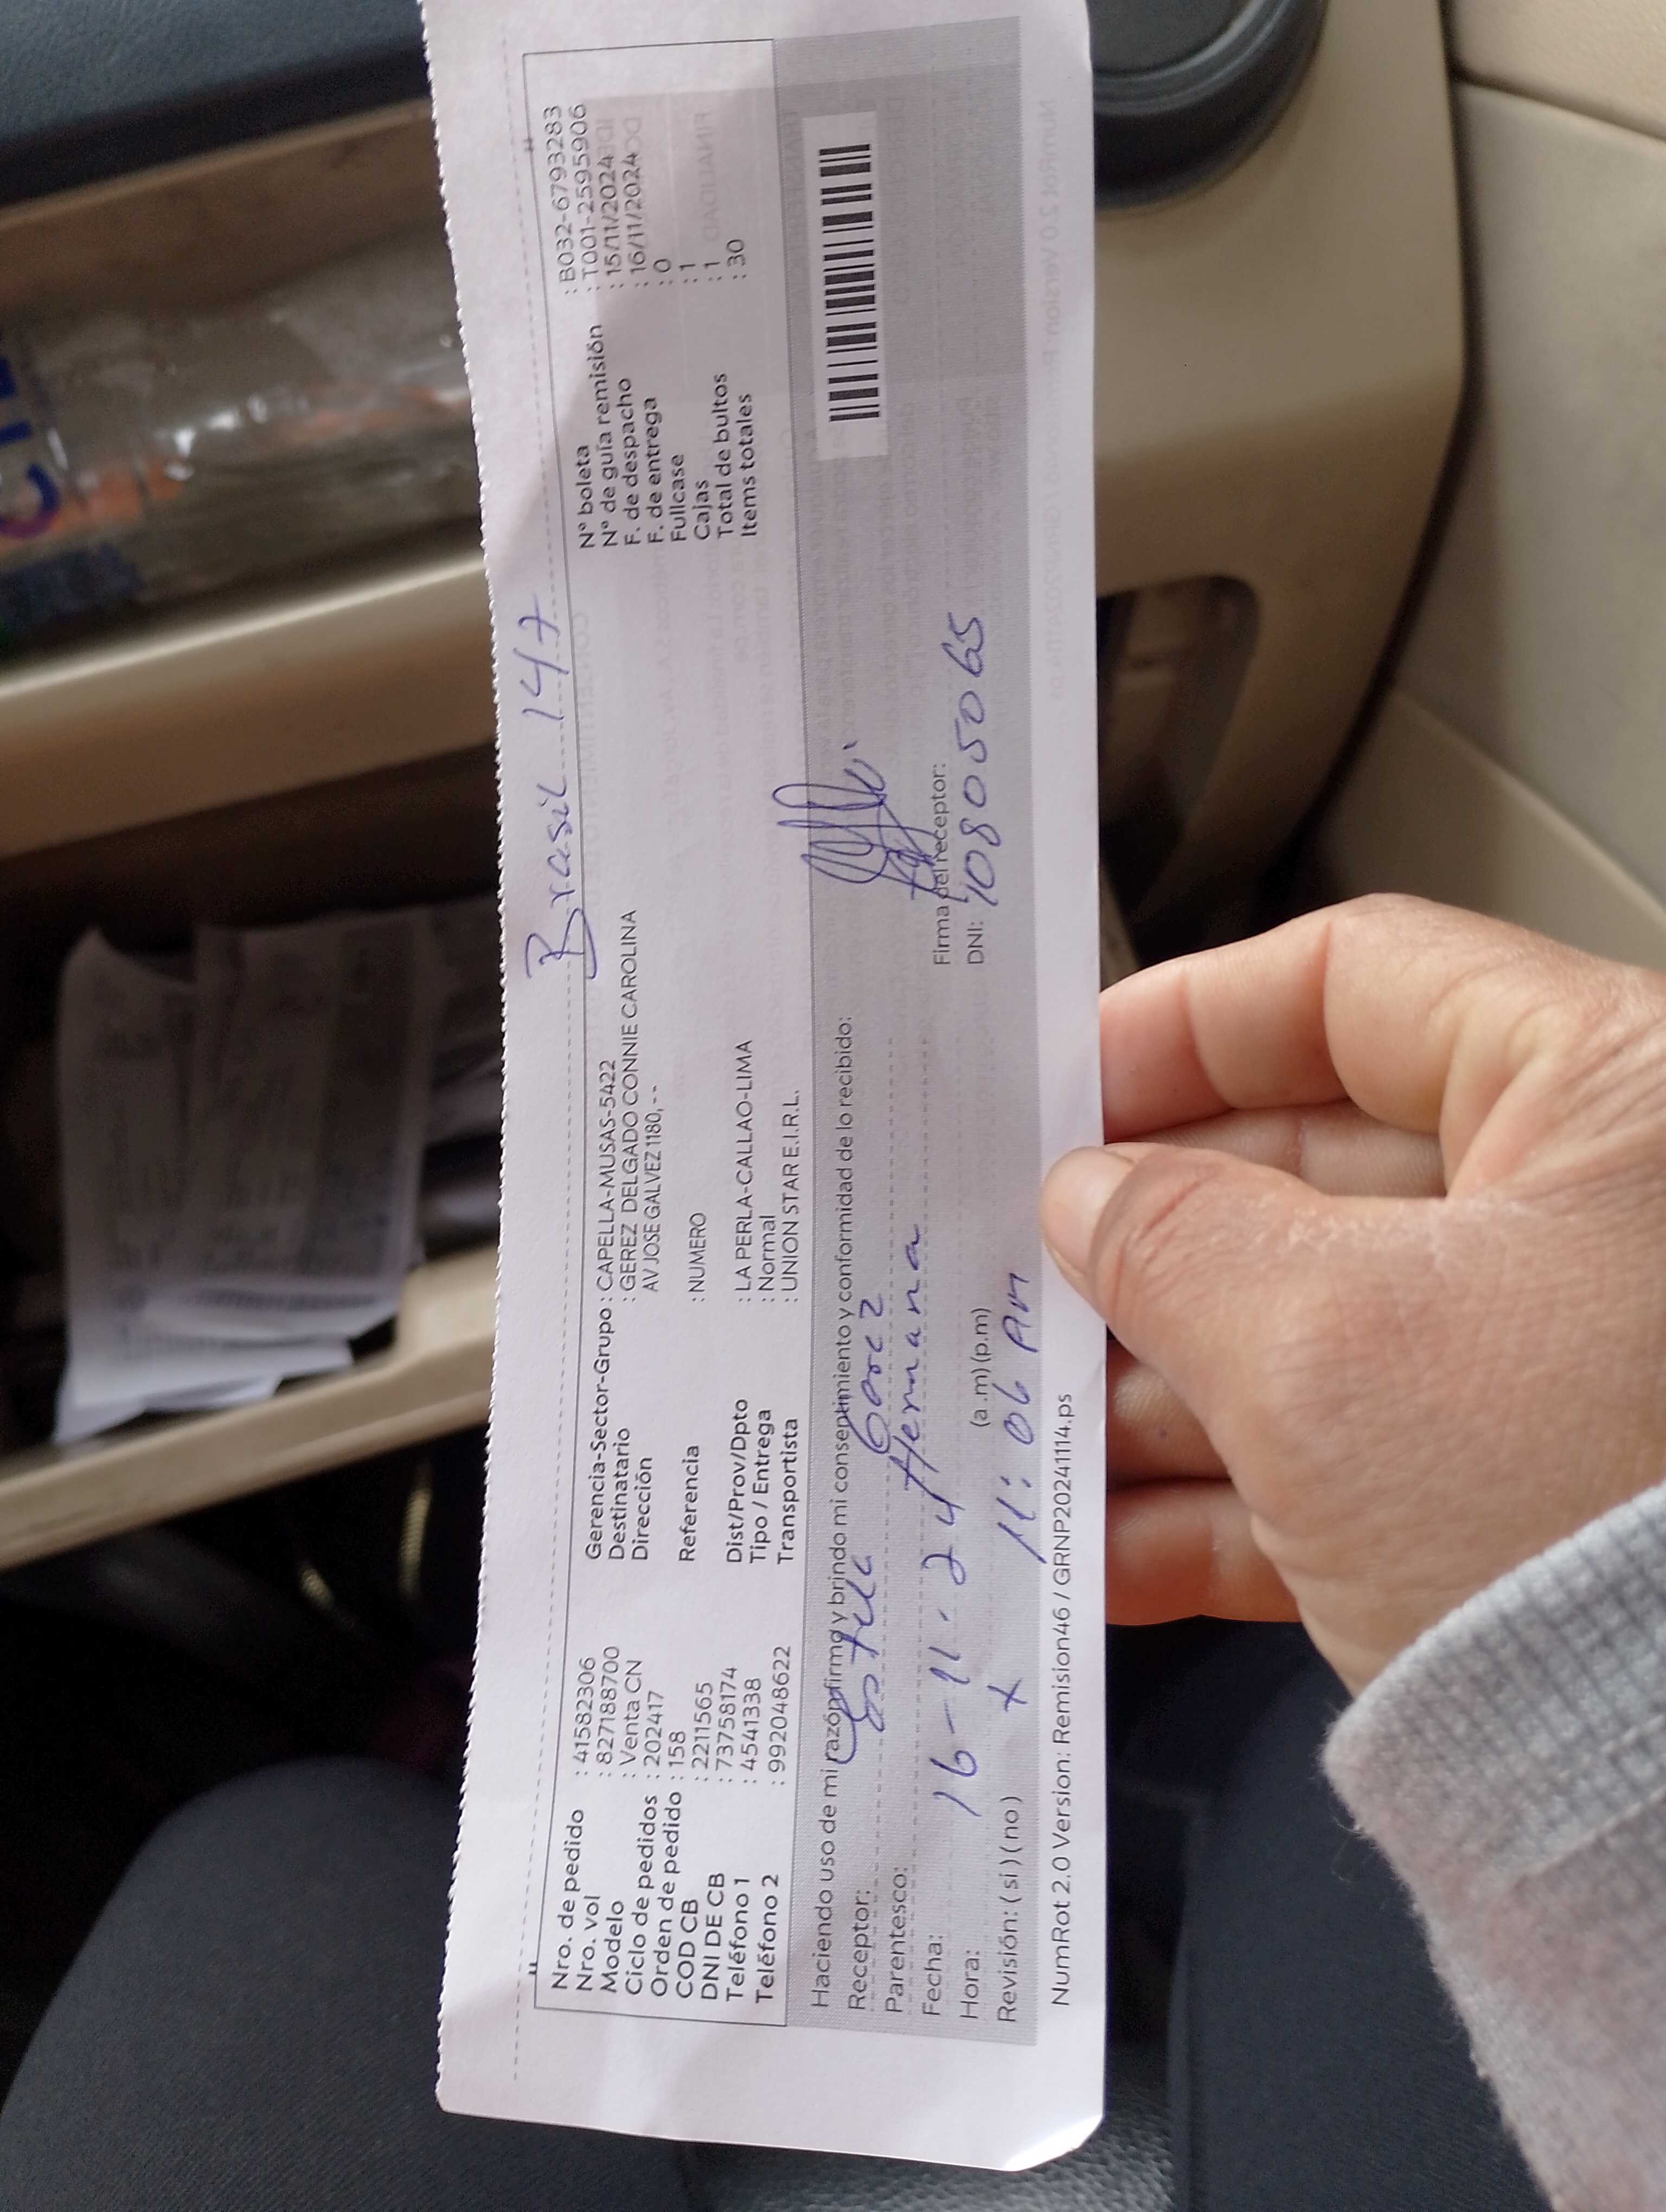 Brasil 147
Nro. de pedido : 41582306
Nro. vol : 827188700
Modelo : Venta CN
Ciclo de pedidos : 202417
Orden de pedido : 158
COD CB : 2211565
DNI DE CB : 73758174
Teléfono 1 : 4541338
Teléfono 2 : 992048622
Gerencia-Sector-Grupo : CAPELLA-MUSAS-5422
Destinatario : GEREZ DELGADO CONNIE CAROLINA
Dirección AV JOSE GALVEZ 1180,--
Referencia : NUMERO
Dist/Prov/Dpto : LA PERLA-CALLAO-LIMA
Tipo / Entrega : Normal
Transportista : UNION STAR E.I.R.L.
N° boleta : B032-6793283
N° de guía remisión : T001-2595906
F. de despacho : 15/11/2024
F. de entrega : 16/11/2024
Fullcase : 0
Cajas : 1
Total de bultos : 1
Items totales : 30
Haciendo uso de mi razón firmo y brindo mi consentimiento y conformidad de lo recibido:
Receptor:
Parentesco: Hermana
Fecha: 16-11-24
Hora: (a.m) (p.m)
11:06 Am
Revisión: ( si ) ( no ) x
Firma del receptor:
DNI: 10805065
NumRot 2.0 Version: Remision46 / GRNP20241114.ps